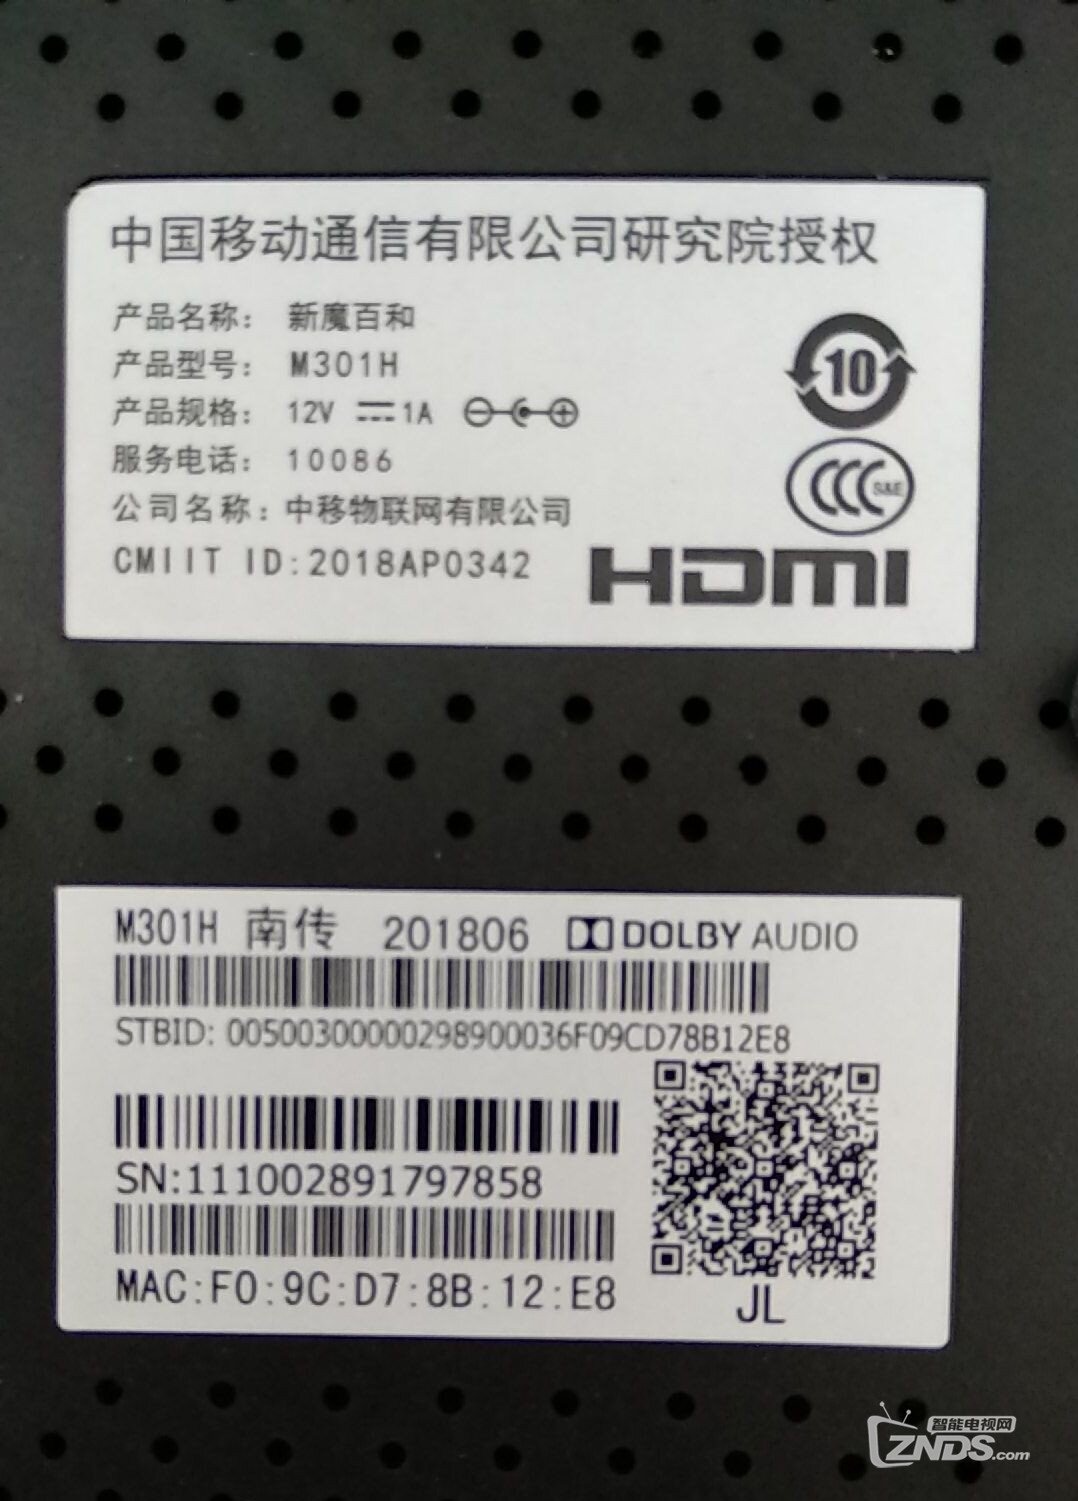 中国移动通信有限公司研究院授权
产品名称： 新魔百和
产品型号： M301H
产品规格： 12V 1A
服务电话： 10086
公司名称：中移物联网有限公司
CMIIT ID:2018AP0342
10
CCC S&E
HDMI
M301H 南传 201806 DOLBY AUDIO
STBID: 00500300000298900036F09CD78B12E8
SN:111002891797858
MAC:F0:9C:D7:8B:12:E8
JL
智能电视网
ZNDS.com